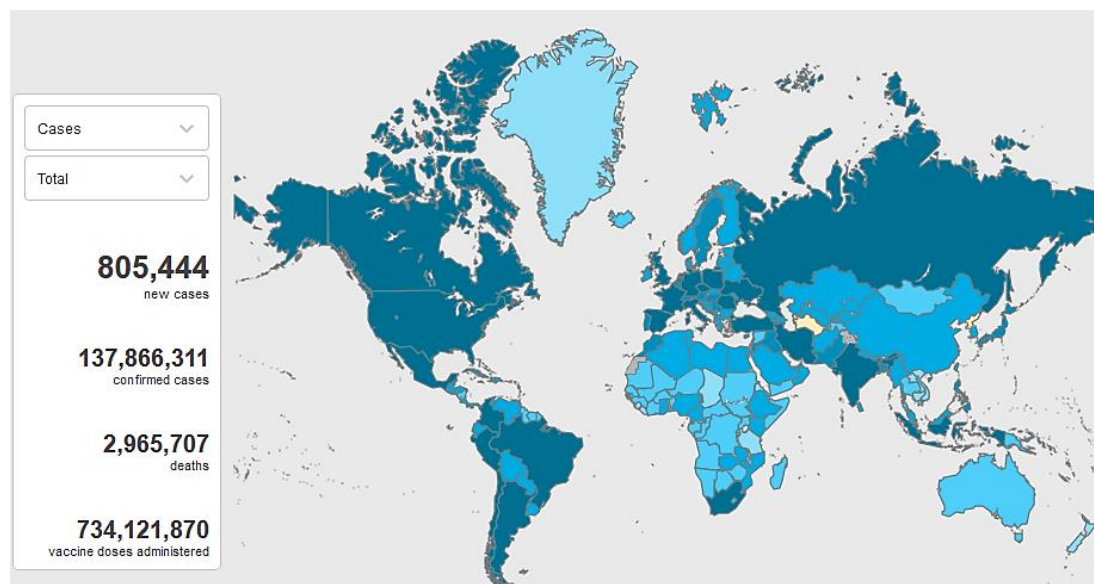 Cases
Total
805,444
new cases
137,866,311
confirmed cases
2,965,707
deaths
734,121,870
vaccine doses administered